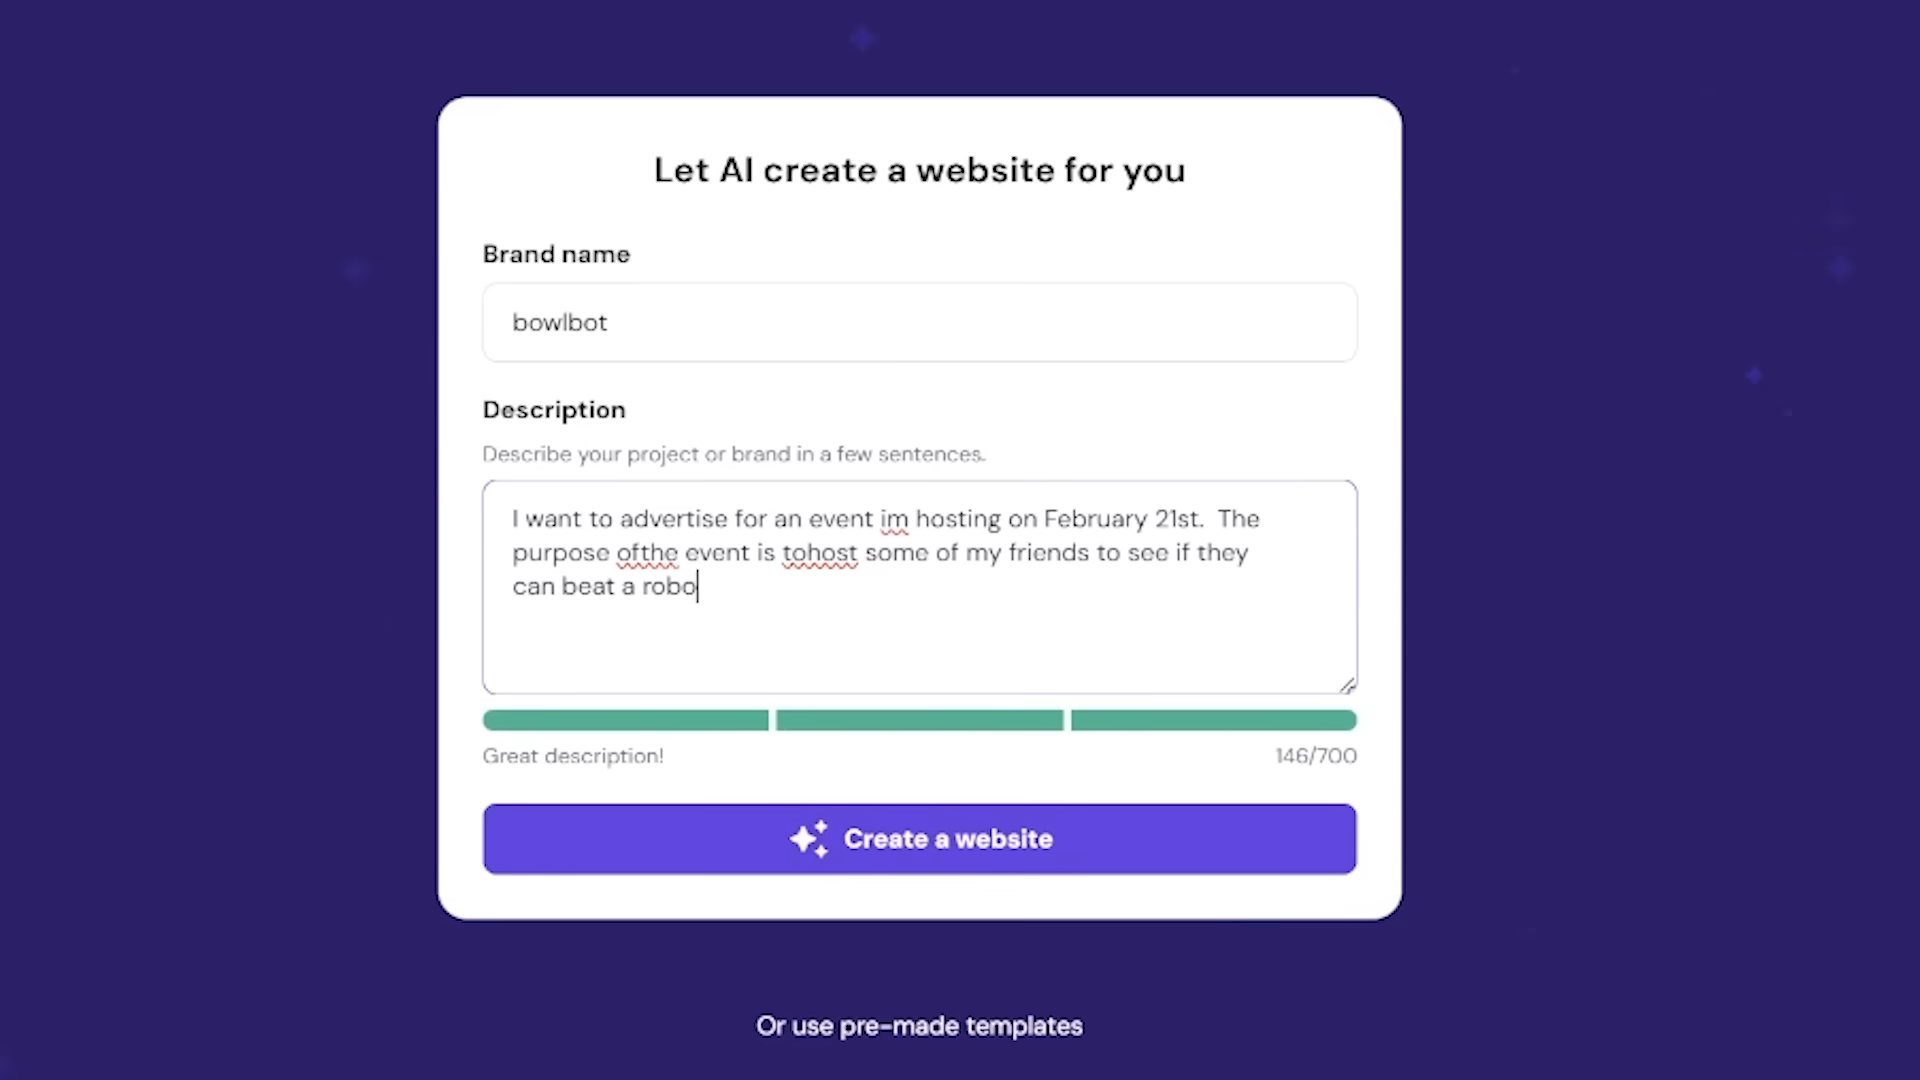 Let AI create a website for you
Brand name
bowlbot
Description
Describe your project or brand in a few sentences.
I want to advertise for an event im hosting on February 21st.  The
purpose ofthe event is tohost some of my friends to see if they
can beat a robo
Great description!
146/700
Create a website
Or use pre-made templates